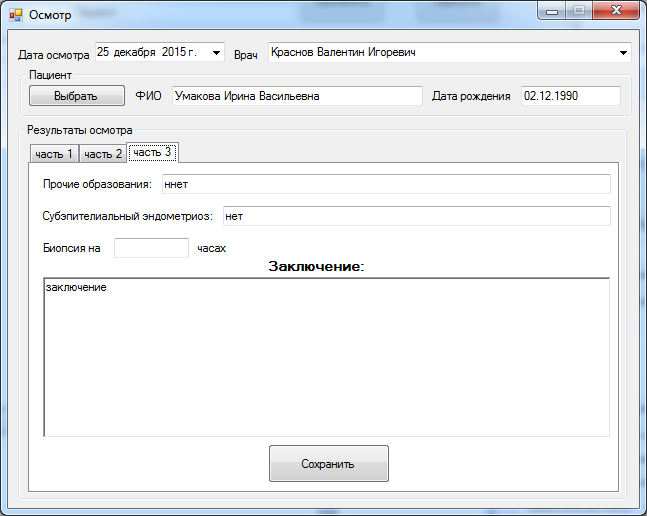 Осмотр
Дата осмотра 25 декабря 2015 г. Врач Краснов Валентин Игоревич
Пациент
Выбрать ФИО Умакова Ирина Васильевна Дата рождения 02.12.1990
Результаты осмотра
часть 1 часть 2 часть 3
Прочие образования: ннет
Субэпителиальный эндометриоз: нет
Биопсия на часах
Заключение:
заключение
Сохранить